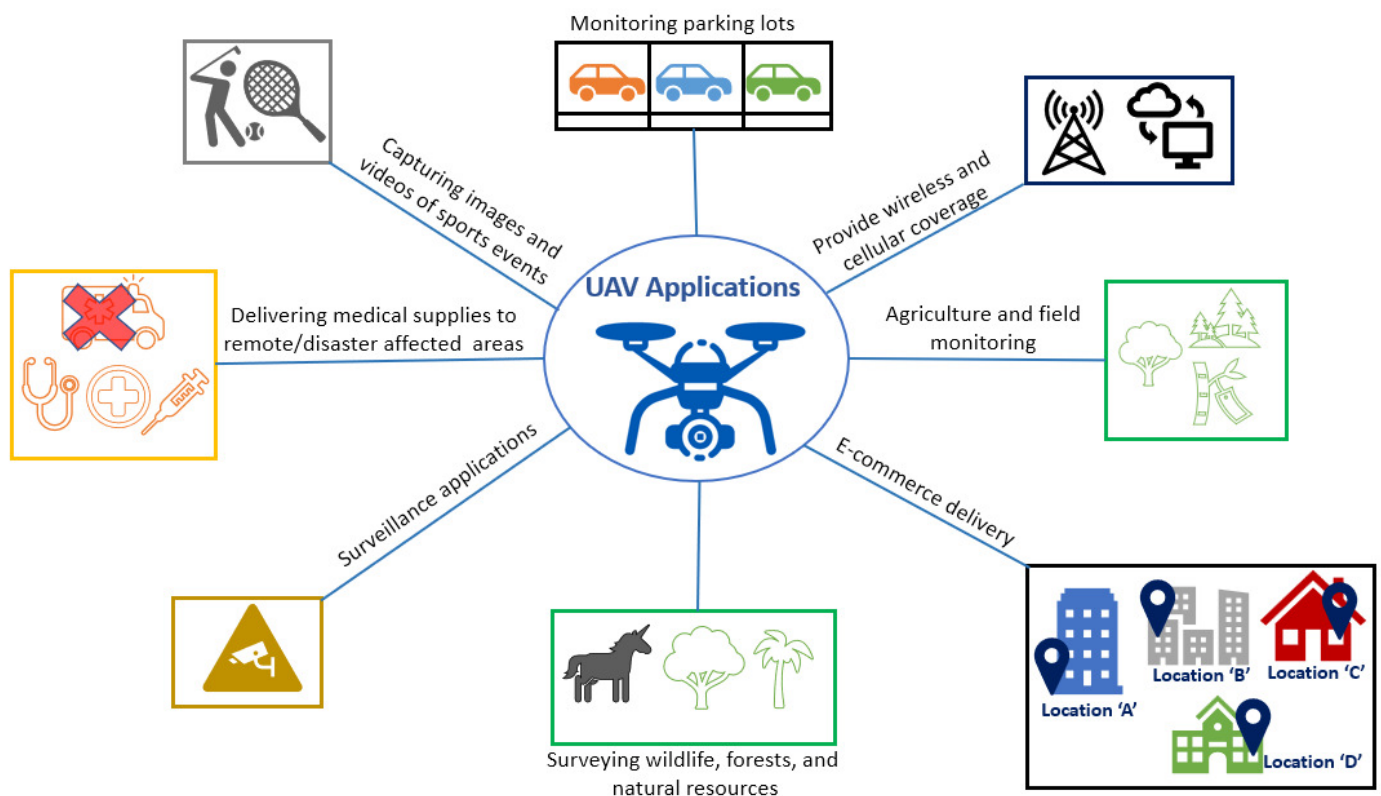 Monitoring parking lots
Capturing images and
videos of sports events
Provide wireless and
cellular coverage
UAV Applications
Delivering medical supplies to
remote/disaster affected areas
Agriculture and field
monitoring
Surveillance applications
E-commerce delivery
Location ‘A’
Location ‘B’
Location ‘C’
Location ‘D’
Surveying wildlife, forests, and
natural resources